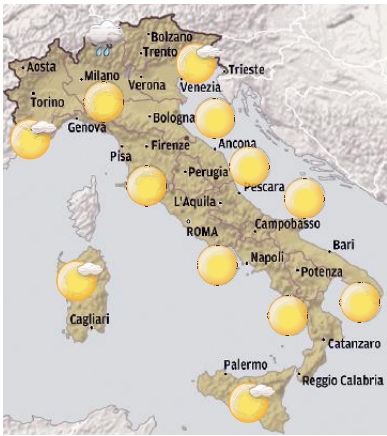 Bolzano
Trento
Aosta
Milano
Trieste
Verona
Venezia
Torino
Genova
Bologna
Pisa
Firenze
Ancona
Perugia
Pescara
L'Aquila
ROMA
Campobasso
Bari
Napoli
Potenza
Cagliari
Catanzaro
Palermo
Reggio Calabria